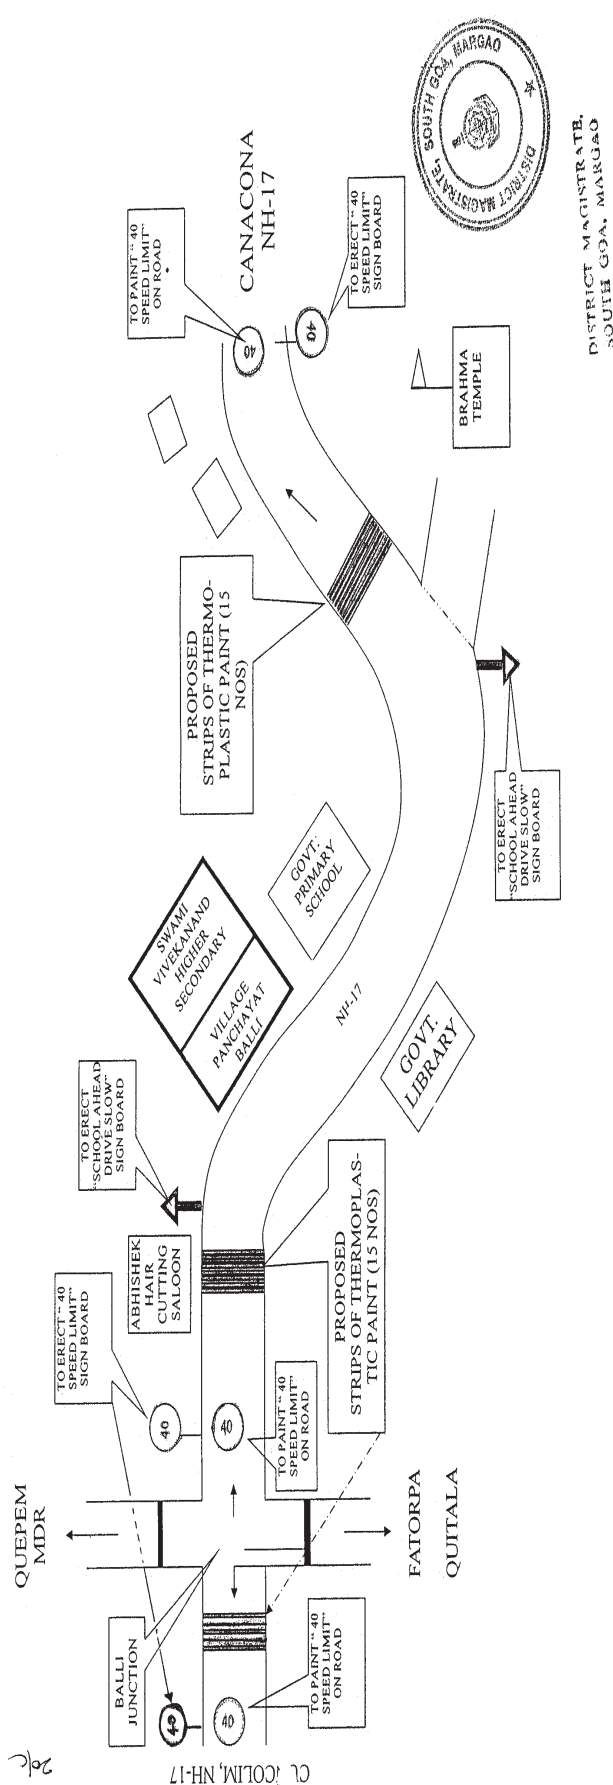 CANACONA
NH-17
TO PAINT “ 40
SPEED LIMIT”
ON ROAD
40
TO ERECT “ 40
SPEED LIMIT”
SIGN BOARD
40
DISTRICT MAGISTRATE, SOUTH GOA, MARGAO
DISTRICT MAGISTRATE,
SOUTH GOA, MARGAO
BRAHMA
TEMPLE
PROPOSED
STRIPS OF THERMO-
PLASTIC PAINT (15
NOS)
TO ERECT
“SCHOOL AHEAD
DRIVE SLOW”
SIGN BOARD
GOVT.
PRIMARY
SCHOOL
SWAMI
VIVEKANAND
HIGHER
SECONDARY
VILLAGE
PANCHAYAT
BALLI
NH-17
GOVT.
LIBRARY
TO ERECT
“SCHOOL AHEAD
DRIVE SLOW”
SIGN BOARD
ABHISHEK
HAIR
CUTTING
SALOON
PROPOSED
STRIPS OF THERMOPLAS-
TIC PAINT (15 NOS)
TO ERECT “ 40
SPEED LIMIT”
SIGN BOARD
40
40
TO PAINT “ 40
SPEED LIMIT”
ON ROAD
QUEPEM
MDR
FATORPA
QUITALA
BALLI
JUNCTION
40
40
TO PAINT “ 40
SPEED LIMIT”
ON ROAD
COLIM, NH-17